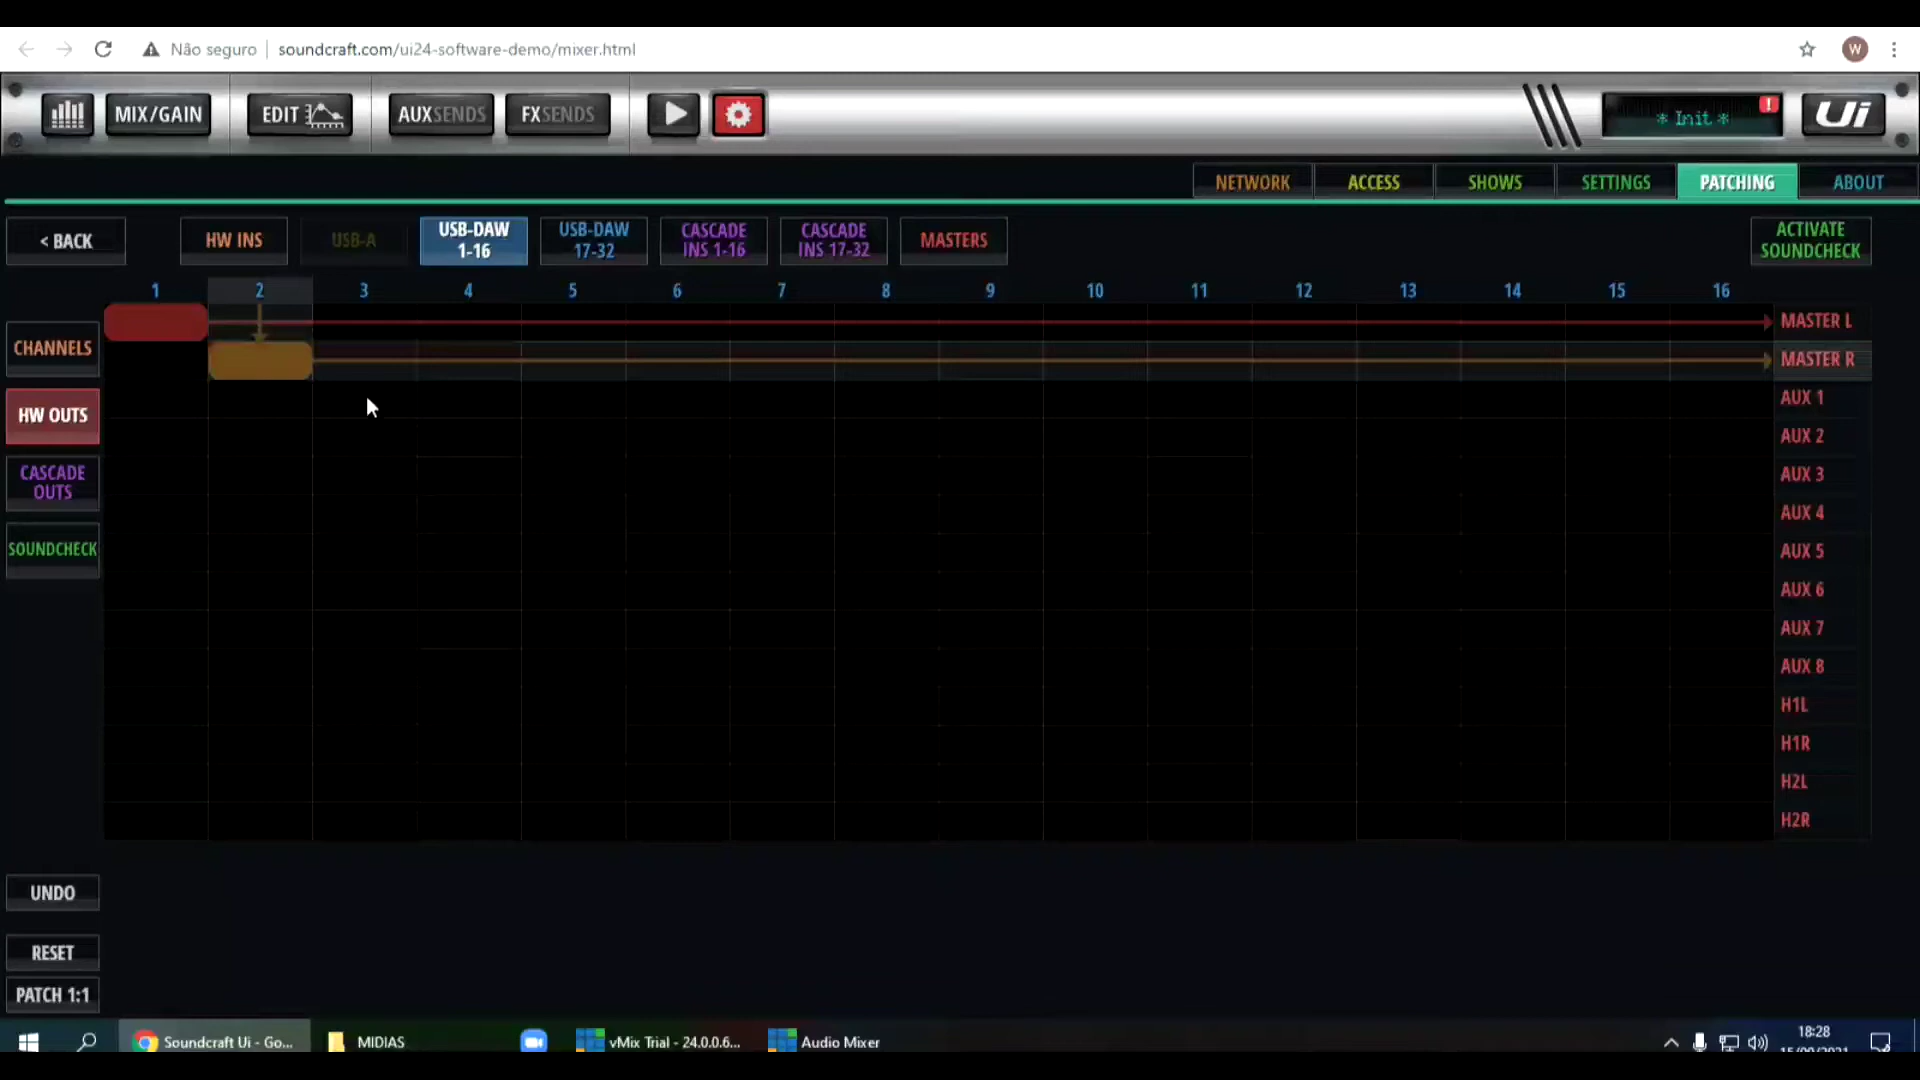 Não seguro | soundcraft.com/ui24-software-demo/mixer.html
W
MIX/GAIN
EDIT
AUXSENDS
FXSENDS
* Init *
!
Ui
NETWORK
ACCESS
SHOWS
SETTINGS
PATCHING
ABOUT
< BACK
HW INS
USB-A
USB-DAW
1-16
USB-DAW
17-32
CASCADE
INS 1-16
CASCADE
INS 17-32
MASTERS
ACTIVATE
SOUNDCHECK
1 2 3 4 5 6 7 8 9 10 11 12 13 14 15 16
CHANNELS
HW OUTS
CASCADE
OUTS
SOUNDCHECK
MASTER L
MASTER R
AUX 1
AUX 2
AUX 3
AUX 4
AUX 5
AUX 6
AUX 7
AUX 8
H1L
H1R
H2L
H2R
UNDO
RESET
PATCH 1:1
Soundcraft Ui - Go...
MIDIAS
vMix Trial - 24.0.0.6...
Audio Mixer
18:28